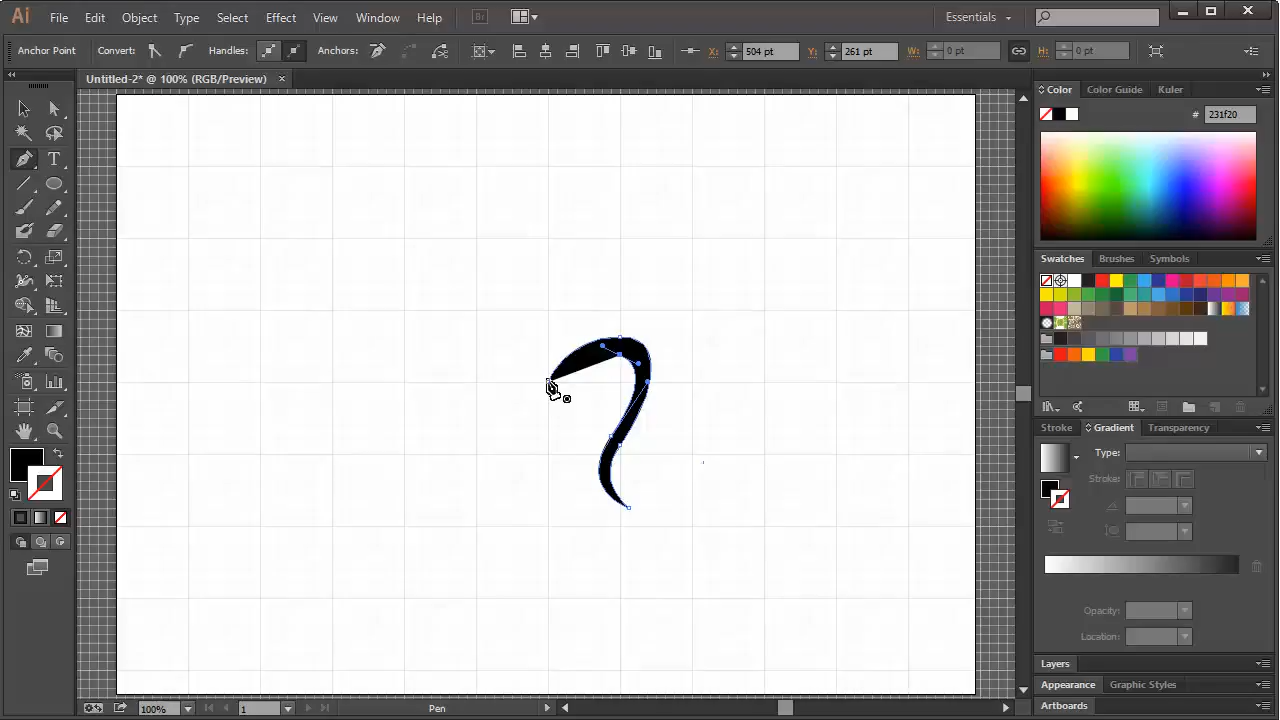 Ai File Edit Object Type Select Effect View Window Help Br Essentials
Anchor Point Convert: Handles: Anchors: X: 504 pt Y: 261 pt W: 0 pt H: 0 pt
Untitled-2* @ 100% (RGB/Preview) ×
Color Color Guide Ruler
# 231f20
Swatches Brushes Symbols
Stroke Gradient Transparency
Type:
Stroke:
Opacity:
Location:
Layers
Appearance Graphic Styles
Artboards
100% 1 Pen